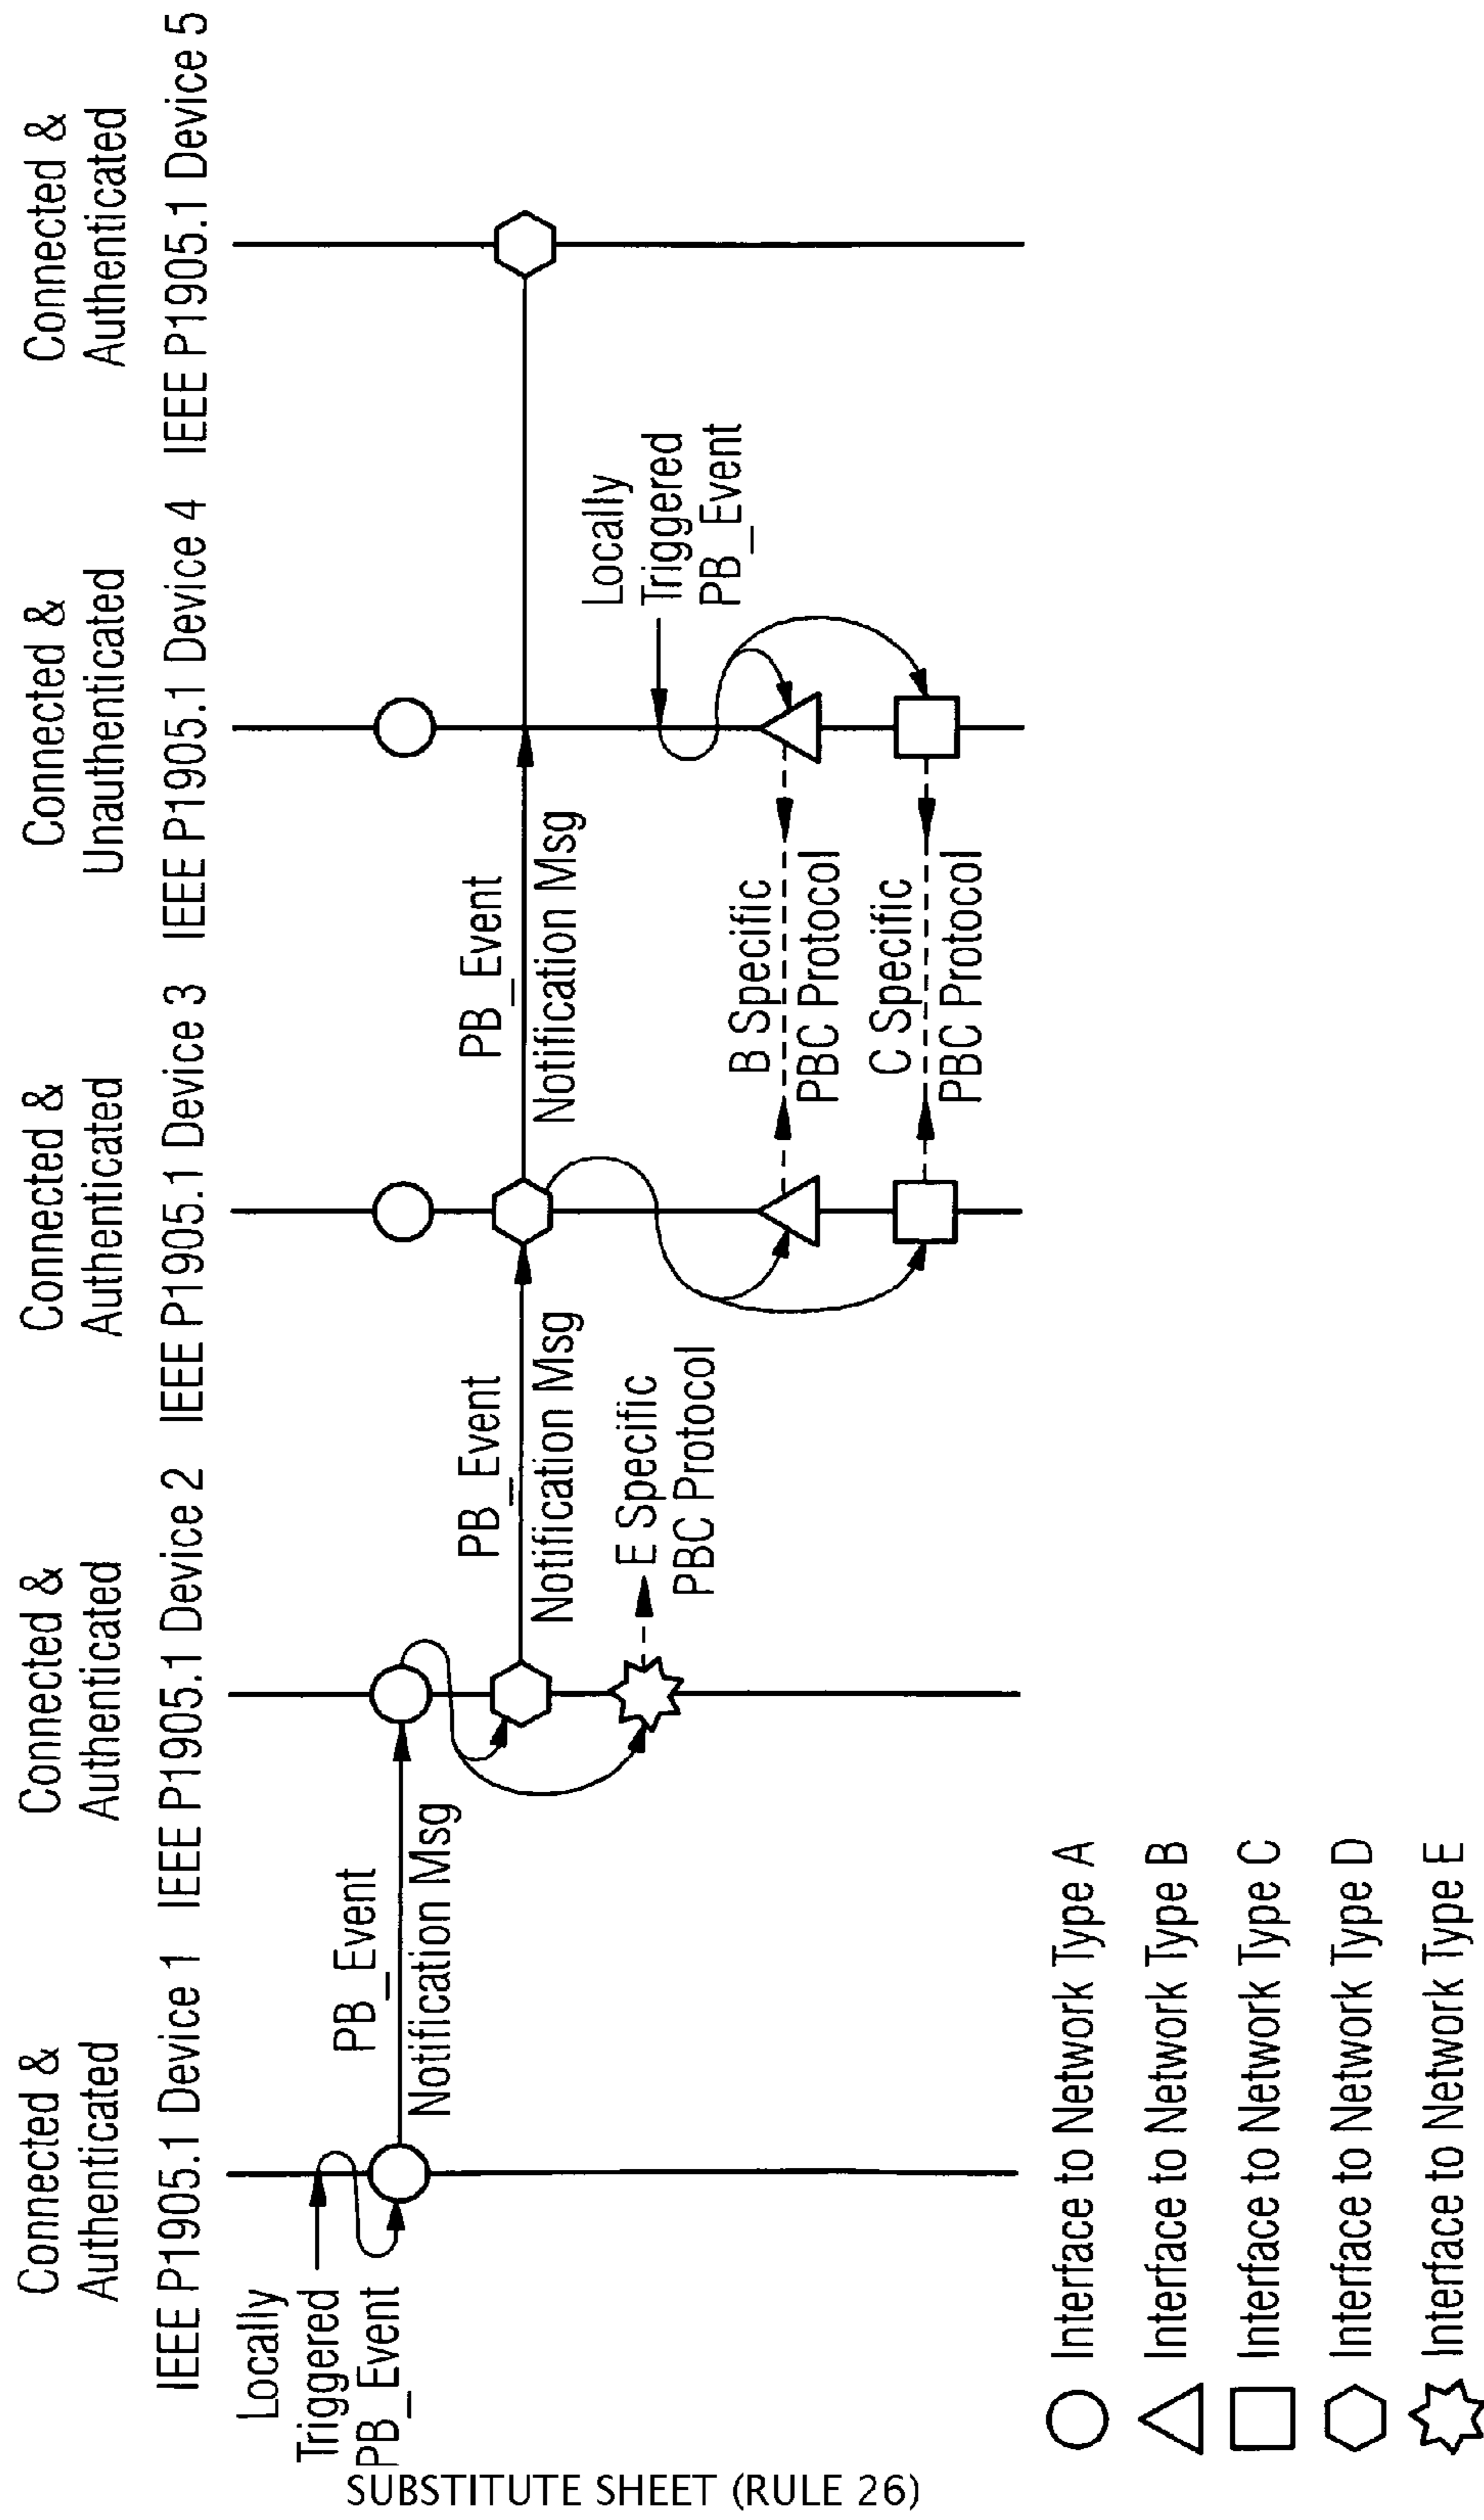 Connected &
Authenticated
IEEE P1905.1 Device 1
Connected &
Authenticated
IEEE P1905.1 Device 2
Connected &
Authenticated
IEEE P1905.1 Device 3
Connected &
Unauthenticated
IEEE P1905.1 Device 4
Connected &
Authenticated
IEEE P1905.1 Device 5
Locally
Triggered
PB_Event
PB_Event
Notification Msg
PB_Event
Notification Msg
E Specific
PBC Protocol
PB_Event
Notification Msg
B Specific
PBC Protocol
C Specific
PBC Protocol
Locally
Triggered
PB_Event
Interface to Network Type A
Interface to Network Type B
Interface to Network Type C
Interface to Network Type D
Interface to Network Type E
SUBSTITUTE SHEET (RULE 26)